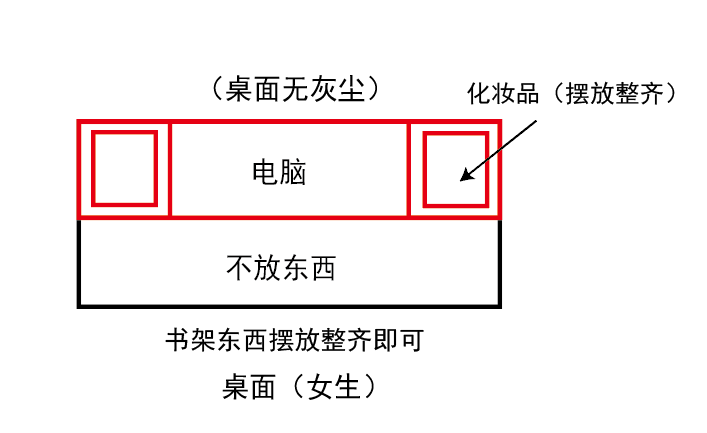 （桌面无灰尘）
化妆品（摆放整齐）
电脑
不放东西
书架东西摆放整齐即可
桌面（女生）